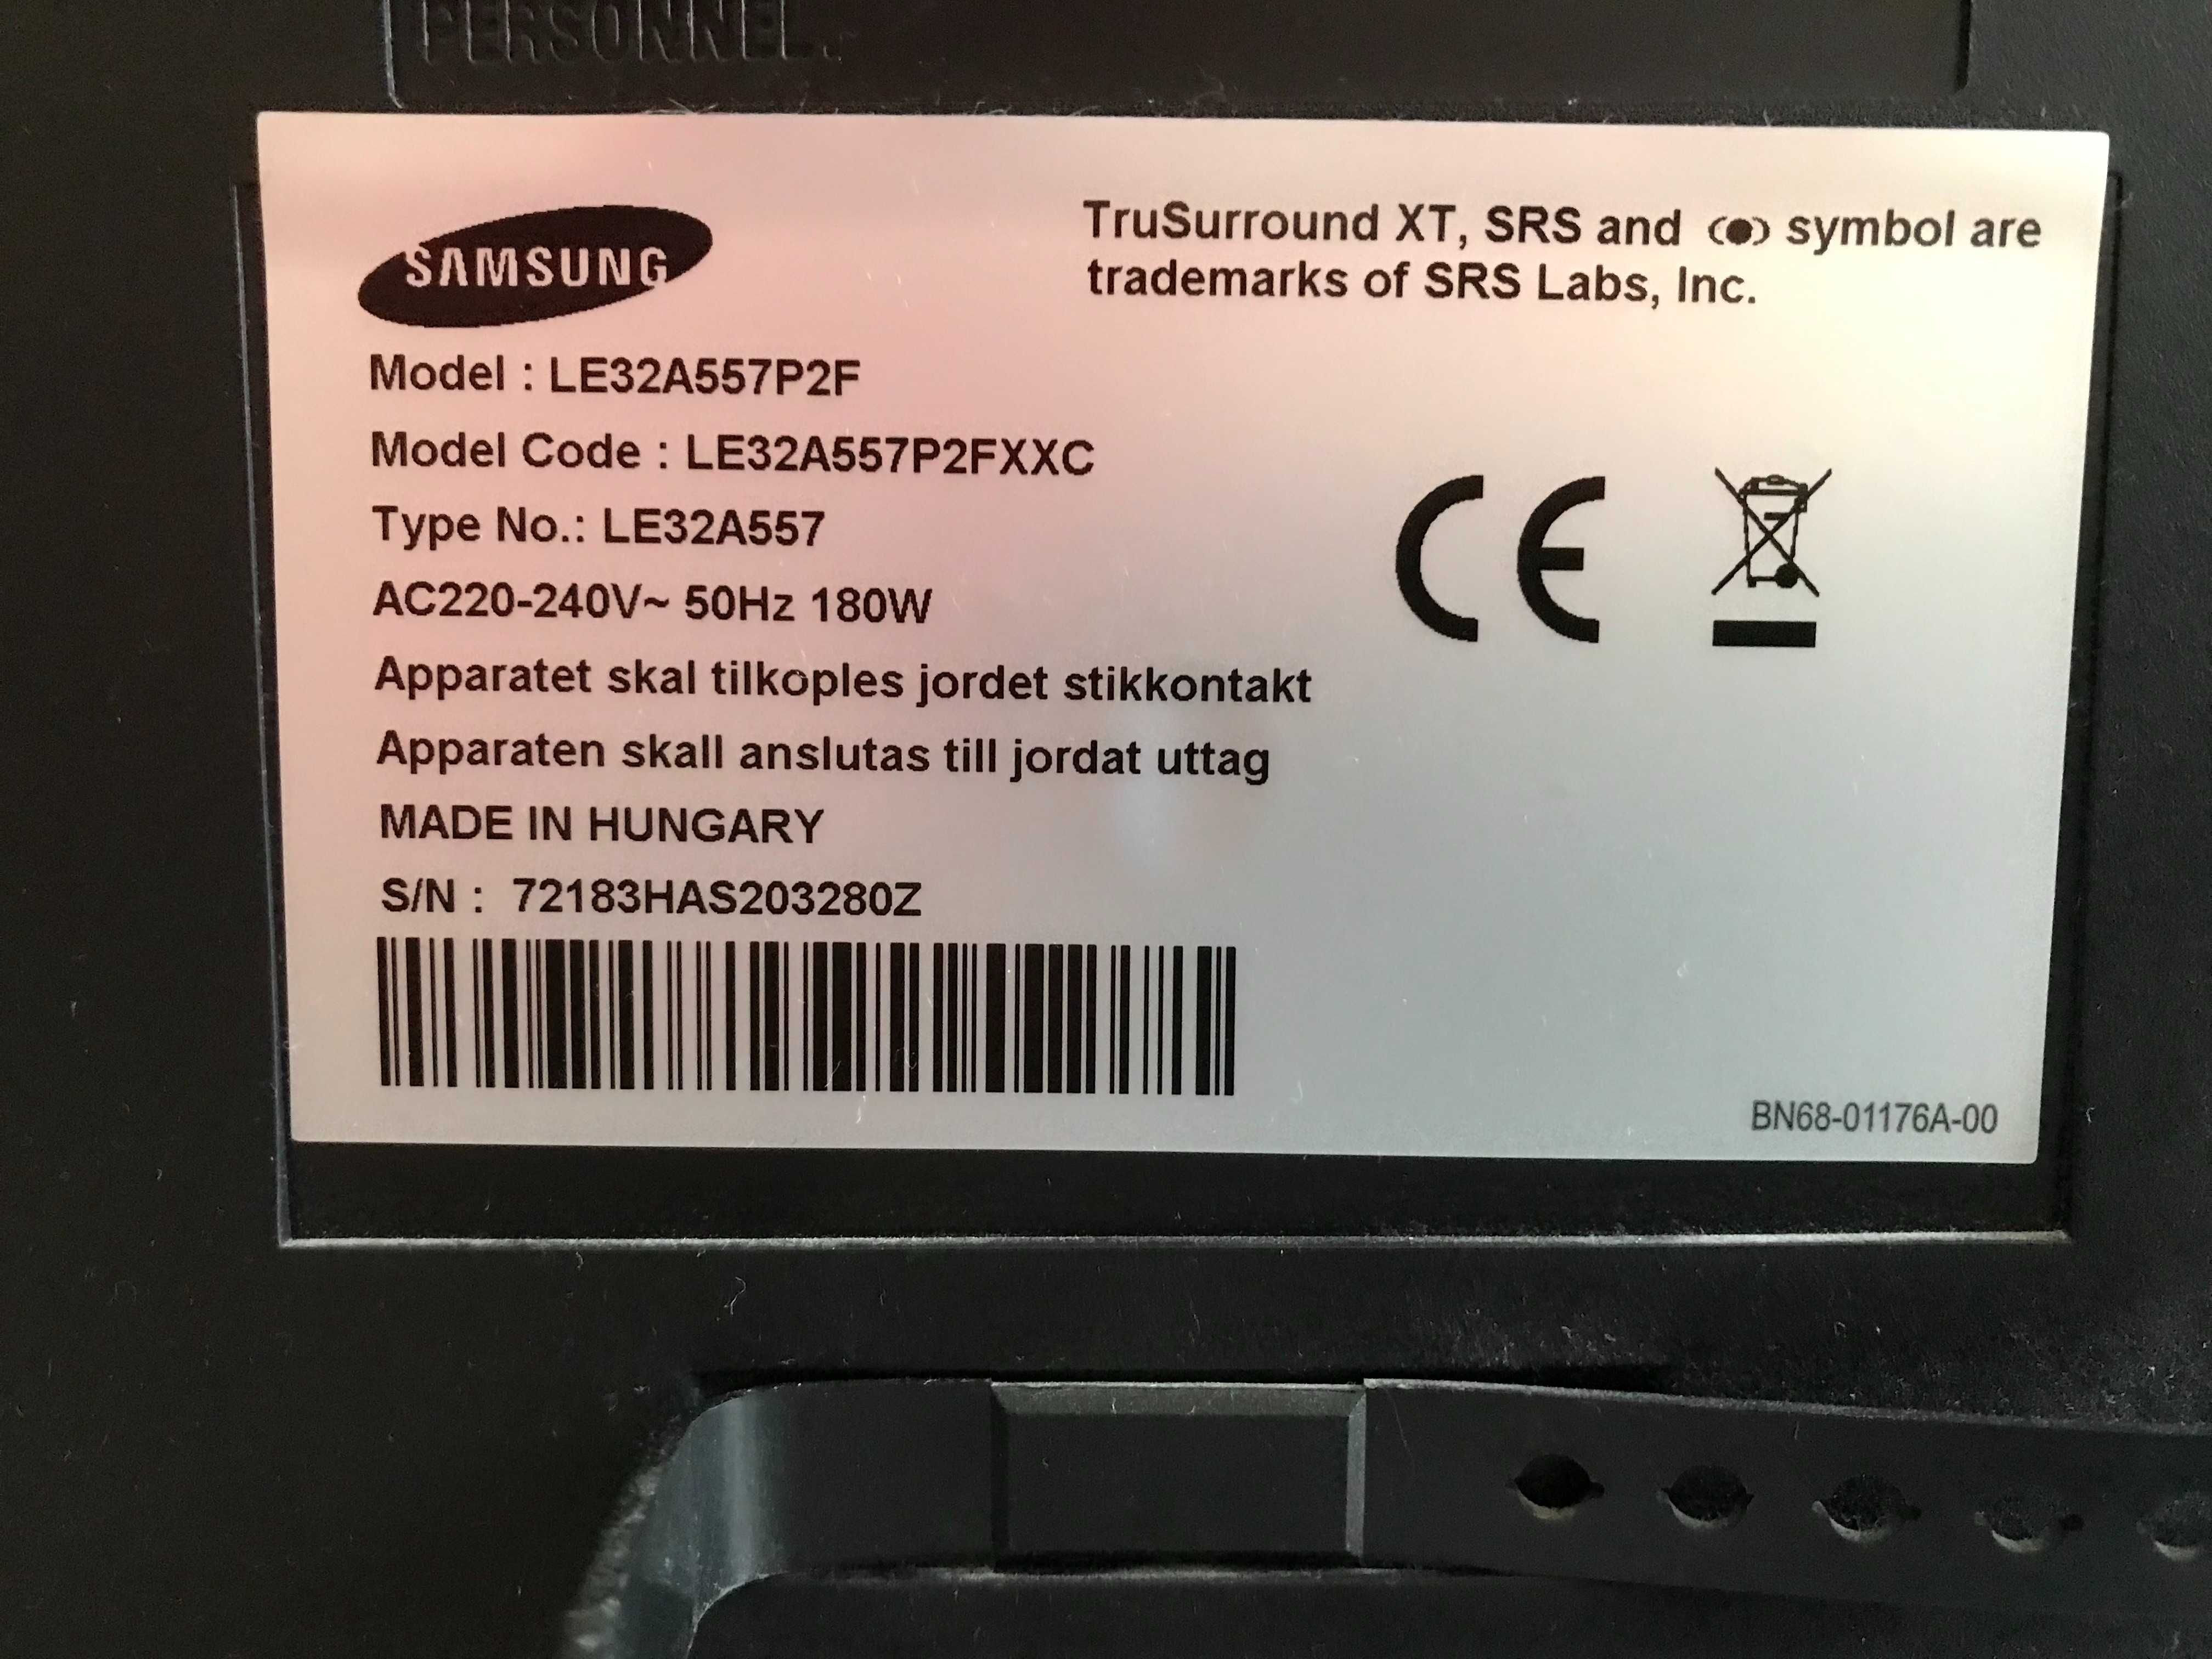 PERSONNEL.
SAMSUNG
TruSurround XT, SRS and (●) symbol are
trademarks of SRS Labs, Inc.
Model : LE32A557P2F
Model Code : LE32A557P2FXXC
Type No.: LE32A557
AC220-240V~ 50Hz 180W
Apparatet skal tilkoples jordet stikkontakt
Apparaten skall anslutas till jordat uttag
MADE IN HUNGARY
S/N : 72183HAS203280Z
CE
BN68-01176A-00